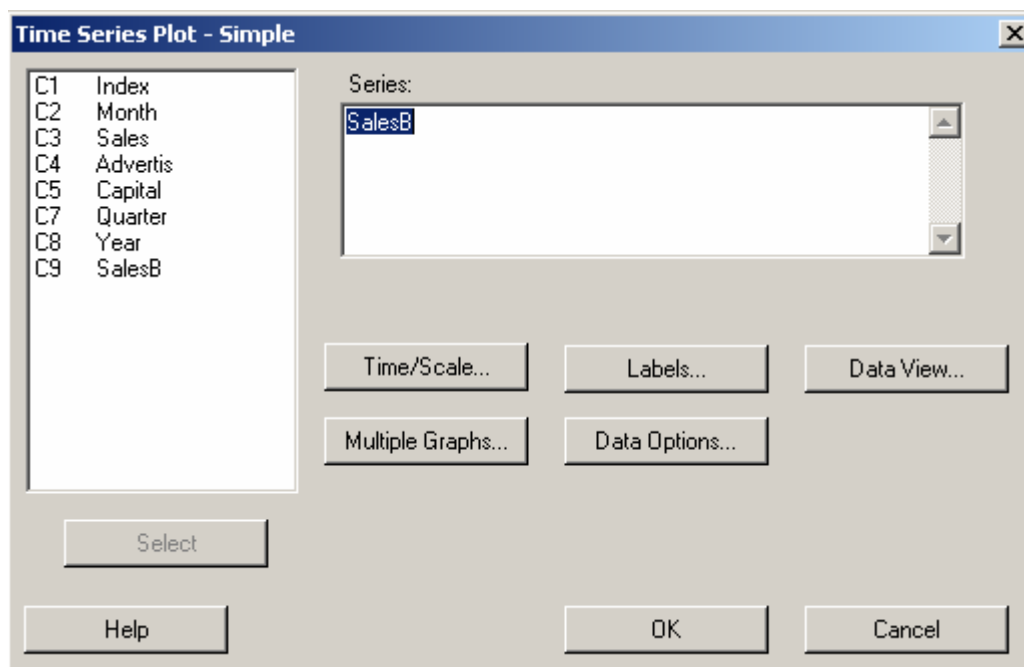 Time Series Plot - Simple
C1 Index
C2 Month
C3 Sales
C4 Advertis
C5 Capital
C7 Quarter
C8 Year
C9 SalesB
Series:
SalesB
Time/Scale...
Labels...
Data View...
Multiple Graphs...
Data Options...
Select
Help
OK
Cancel